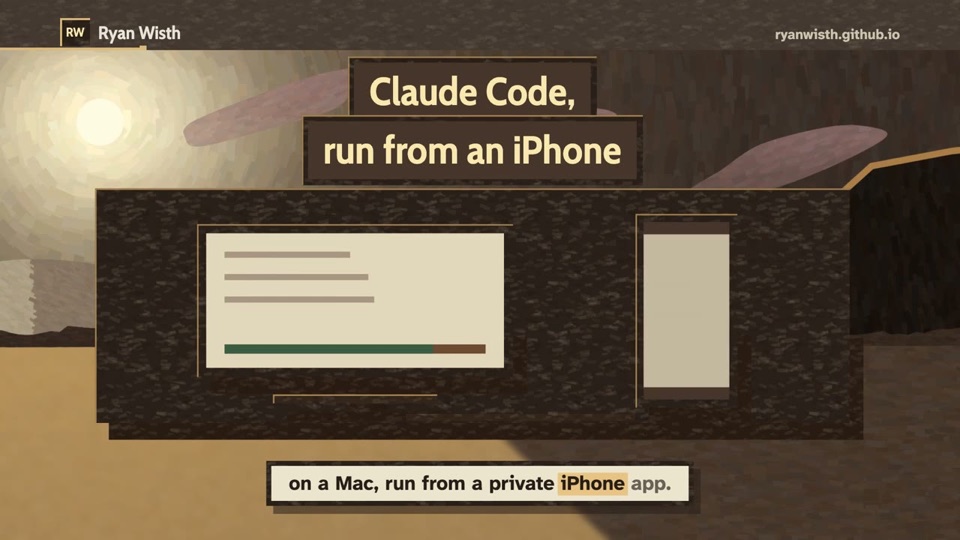 RW Ryan Wisth
ryanwisth.github.io
Claude Code,
run from an iPhone
on a Mac, run from a private iPhone app.